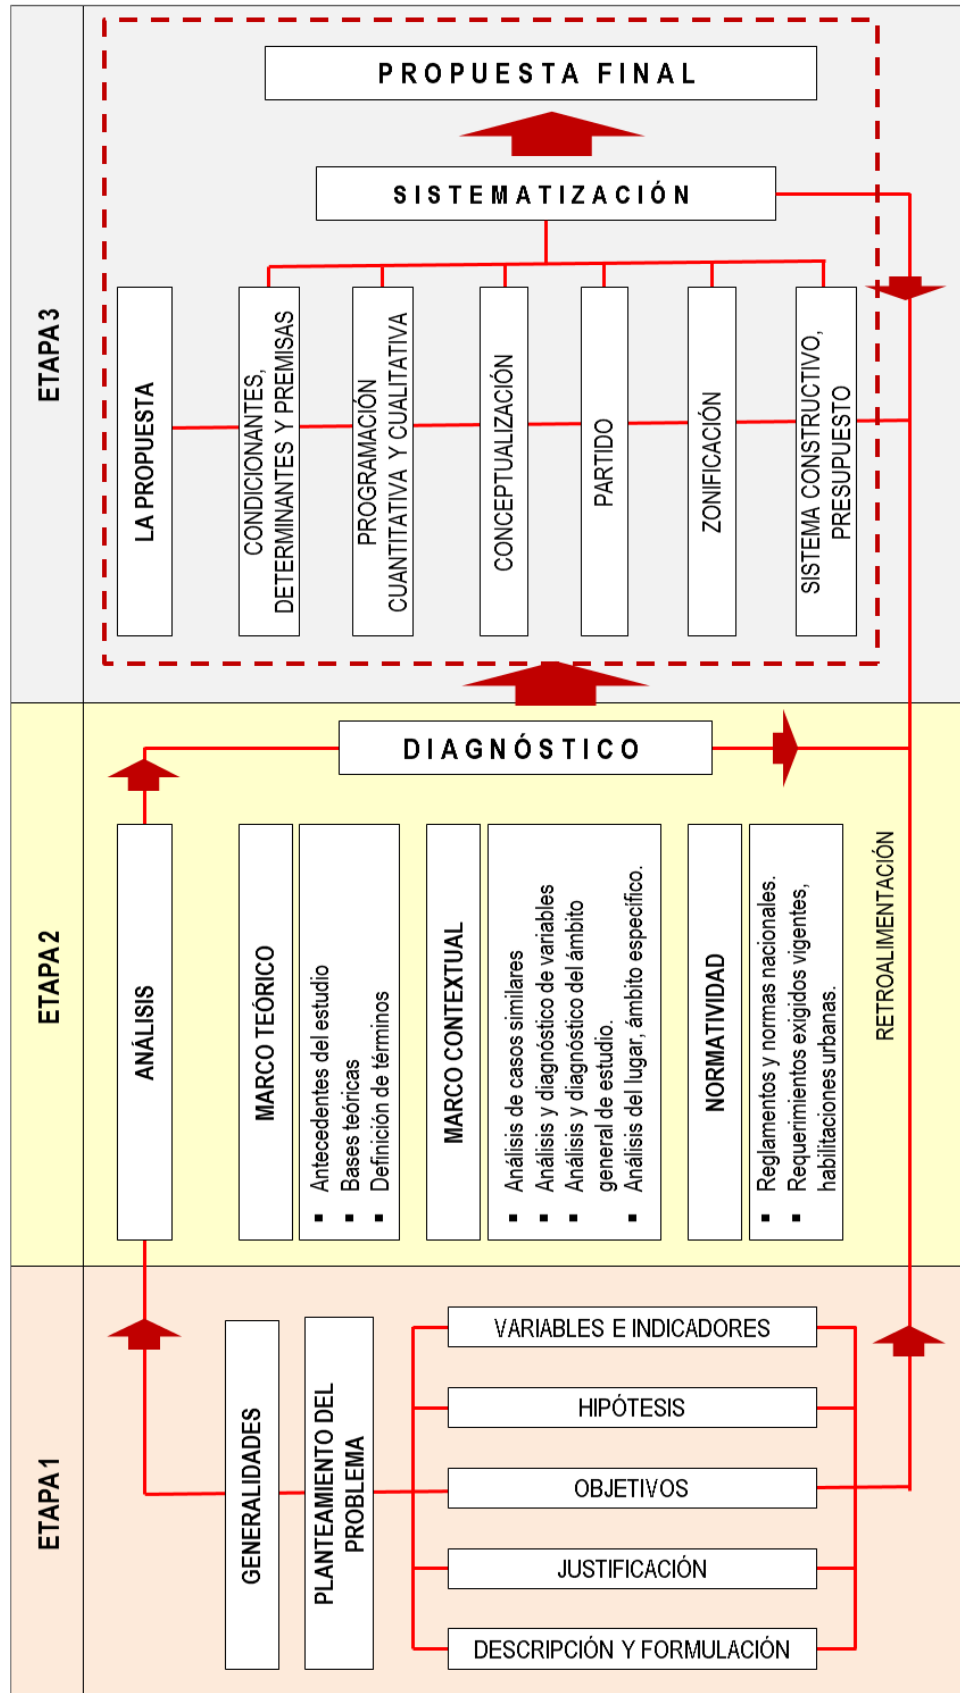 ETAPA 1
GENERALIDADES
PLANTEAMIENTO DEL
PROBLEMA
DESCRIPCIÓN Y FORMULACIÓN
JUSTIFICACIÓN
OBJETIVOS
HIPÓTESIS
VARIABLES E INDICADORES
ETAPA 2
ANÁLISIS
MARCO TEÓRICO
▪ Antecedentes del estudio
▪ Bases teóricas
▪ Definición de términos
MARCO CONTEXTUAL
▪ Análisis de casos similares
▪ Análisis y diagnóstico de variables
▪ Análisis y diagnóstico del ámbito
general de estudio.
▪ Análisis del lugar, ámbito específico.
NORMATIVIDAD
▪ Reglamentos y normas nacionales.
▪ Requerimientos exigidos vigentes,
habilitaciones urbanas.
DIAGNÓSTICO
RETROALIMENTACIÓN
ETAPA 3
LA PROPUESTA
CONDICIONANTES,
DETERMINANTES Y PREMISAS
PROGRAMACIÓN
CUANTITATIVA Y CUALITATIVA
CONCEPTUALIZACIÓN
PARTIDO
ZONIFICACIÓN
SISTEMA CONSTRUCTIVO,
PRESUPUESTO
SISTEMATIZACIÓN
PROPUESTA FINAL